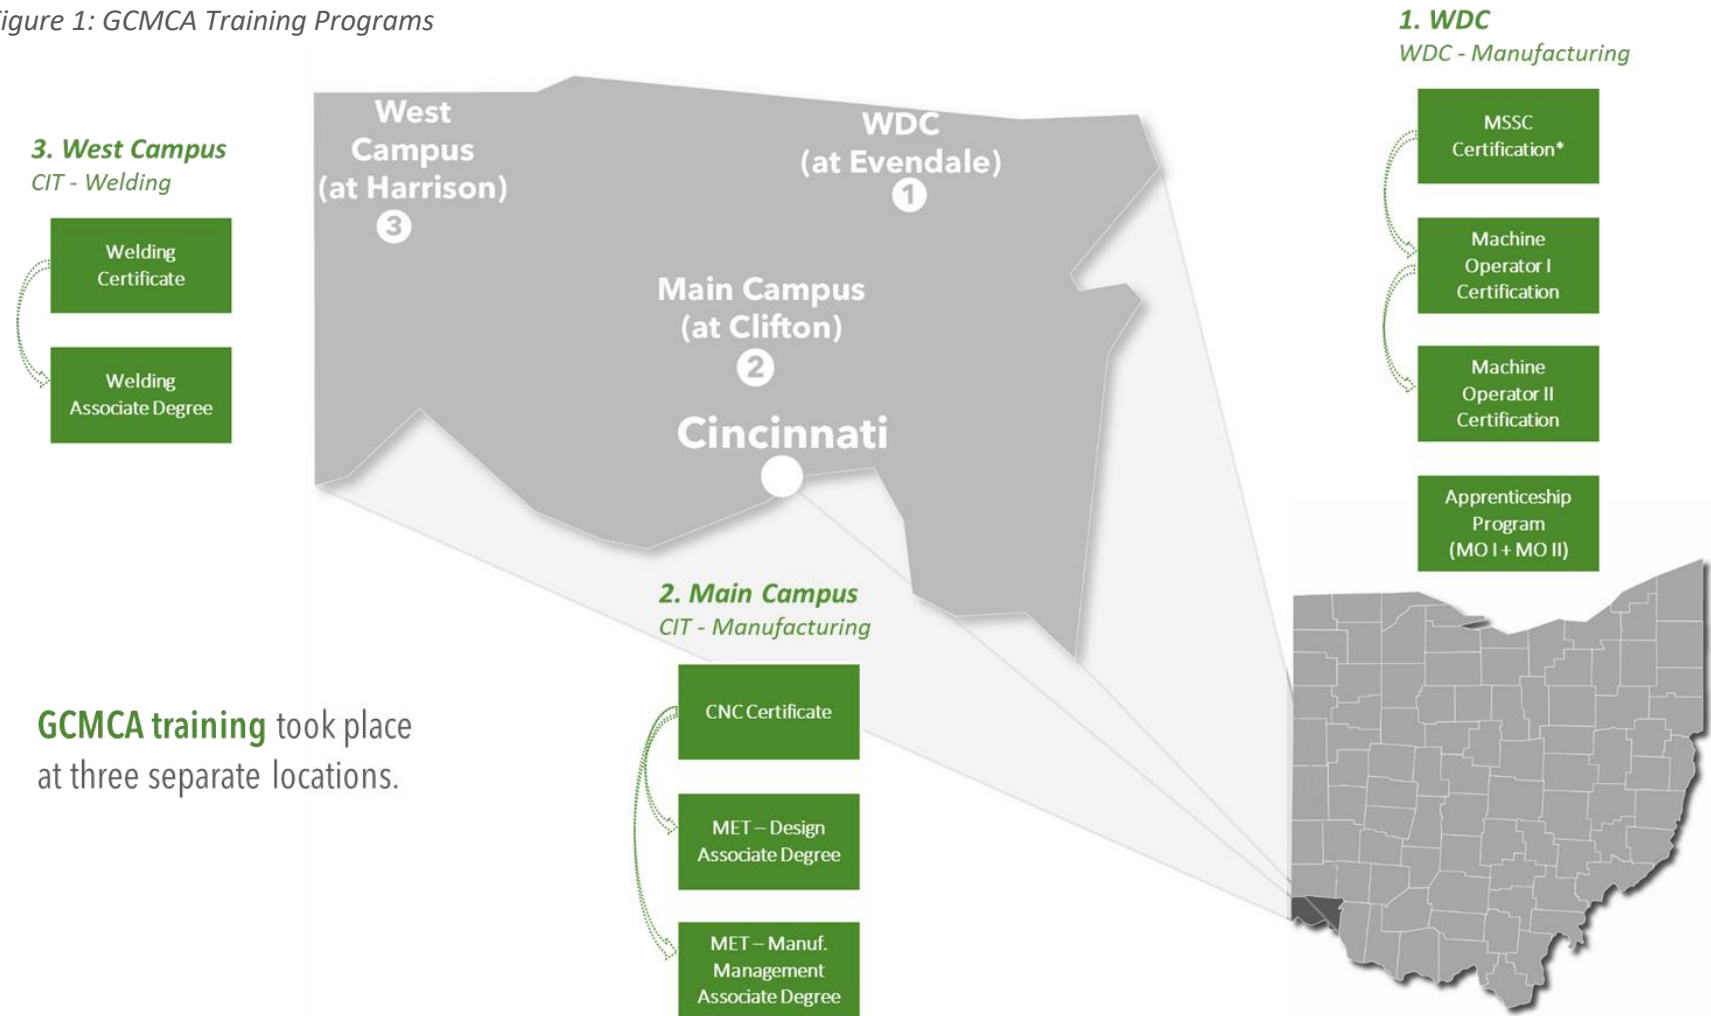 Figure 1: GCMCA Training Programs
1. WDC
WDC - Manufacturing
MSSC
Certification*
Machine
Operator I
Certification
Machine
Operator II
Certification
Apprenticeship
Program
(MO I + MO II)
3. West Campus
CIT - Welding
Welding
Certificate
Welding
Associate Degree
West
Campus
(at Harrison)
3
WDC
(at Evendale)
1
Main Campus
(at Clifton)
2
Cincinnati
2. Main Campus
CIT - Manufacturing
CNC Certificate
MET – Design
Associate Degree
MET – Manuf.
Management
Associate Degree
GCMCA training took place
at three separate locations.